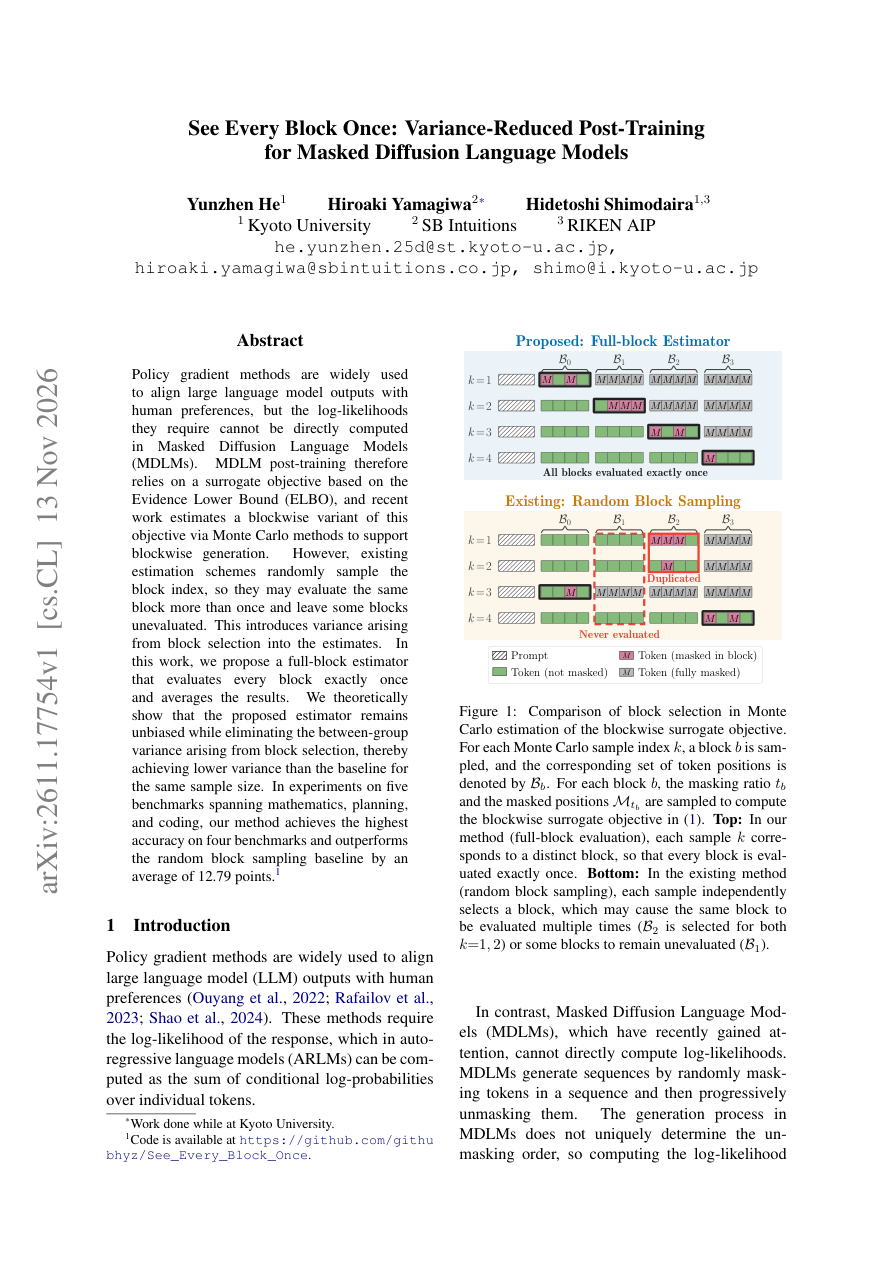 arXiv:2611.17754v1 [cs.CL] 13 Nov 2026
See Every Block Once: Variance-Reduced Post-Training
for Masked Diffusion Language Models
Yunzhen He1 Hiroaki Yamagiwa2* Hidetoshi Shimodaira1,3
1 Kyoto University 2 SB Intuitions 3 RIKEN AIP
he.yunzhen.25d@st.kyoto-u.ac.jp,
hiroaki.yamagiwa@sbintuitions.co.jp, shimo@i.kyoto-u.ac.jp
Abstract
Policy gradient methods are widely used
to align large language model outputs with
human preferences, but the log-likelihoods
they require cannot be directly computed
in Masked Diffusion Language Models
(MDLMs). MDLM post-training therefore
relies on a surrogate objective based on the
Evidence Lower Bound (ELBO), and recent
work estimates a blockwise variant of this
objective via Monte Carlo methods to support
blockwise generation. However, existing
estimation schemes randomly sample the
block index, so they may evaluate the same
block more than once and leave some blocks
unevaluated. This introduces variance arising
from block selection into the estimates. In
this work, we propose a full-block estimator
that evaluates every block exactly once
and averages the results. We theoretically
show that the proposed estimator remains
unbiased while eliminating the between-group
variance arising from block selection, thereby
achieving lower variance than the baseline for
the same sample size. In experiments on five
benchmarks spanning mathematics, planning,
and coding, our method achieves the highest
accuracy on four benchmarks and outperforms
the random block sampling baseline by an
average of 12.79 points.1
1 Introduction
Policy gradient methods are widely used to align
large language model (LLM) outputs with human
preferences (Ouyang et al., 2022; Rafailov et al.,
2023; Shao et al., 2024). These methods require
the log-likelihood of the response, which in auto-
regressive language models (ARLMs) can be com-
puted as the sum of conditional log-probabilities
over individual tokens.
*Work done while at Kyoto University.
1Code is available at https://github.com/githu
bhyz/See_Every_Block_Once.
Proposed: Full-block Estimator
B0 B1 B2 B3
k=1 M M M M M M M M M M M M M M
k=2 M M M M M M M M M M M
k=3 M M M M M M
k=4 M
All blocks evaluated exactly once
Existing: Random Block Sampling
B0 B1 B2 B3
k=1 M M M M M M M
k=2 M M M M M
Duplicated
k=3 M M M M M M M M M M M M M
k=4 M M
Never evaluated
Prompt M Token (masked in block)
Token (not masked) M Token (fully masked)
Figure 1: Comparison of block selection in Monte
Carlo estimation of the blockwise surrogate objective.
For each Monte Carlo sample index k, a block b is sam-
pled, and the corresponding set of token positions is
denoted by Bb. For each block b, the masking ratio tb
and the masked positions Mtb are sampled to compute
the blockwise surrogate objective in (1). Top: In our
method (full-block evaluation), each sample k corre-
sponds to a distinct block, so that every block is eval-
uated exactly once. Bottom: In the existing method
(random block sampling), each sample independently
selects a block, which may cause the same block to
be evaluated multiple times (B2 is selected for both
k=1, 2) or some blocks to remain unevaluated (B1).
In contrast, Masked Diffusion Language Mod-
els (MDLMs), which have recently gained at-
tention, cannot directly compute log-likelihoods.
MDLMs generate sequences by randomly mask-
ing tokens in a sequence and then progressively
unmasking them. The generation process in
MDLMs does not uniquely determine the un-
masking order, so computing the log-likelihood